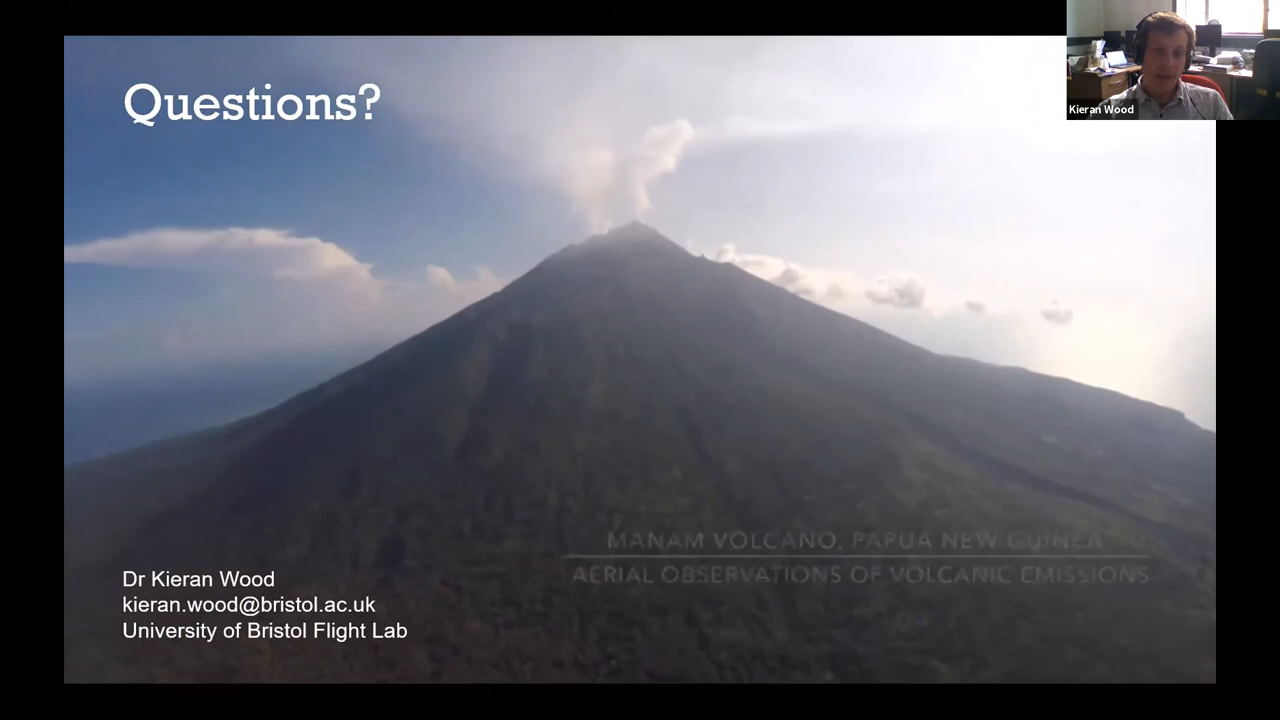 Questions?
Kieran Wood
MANAM VOLCANO, PAPUA NEW GUINEA
AERIAL OBSERVATIONS OF VOLCANIC EMISSIONS
Dr Kieran Wood
kieran.wood@bristol.ac.uk
University of Bristol Flight Lab